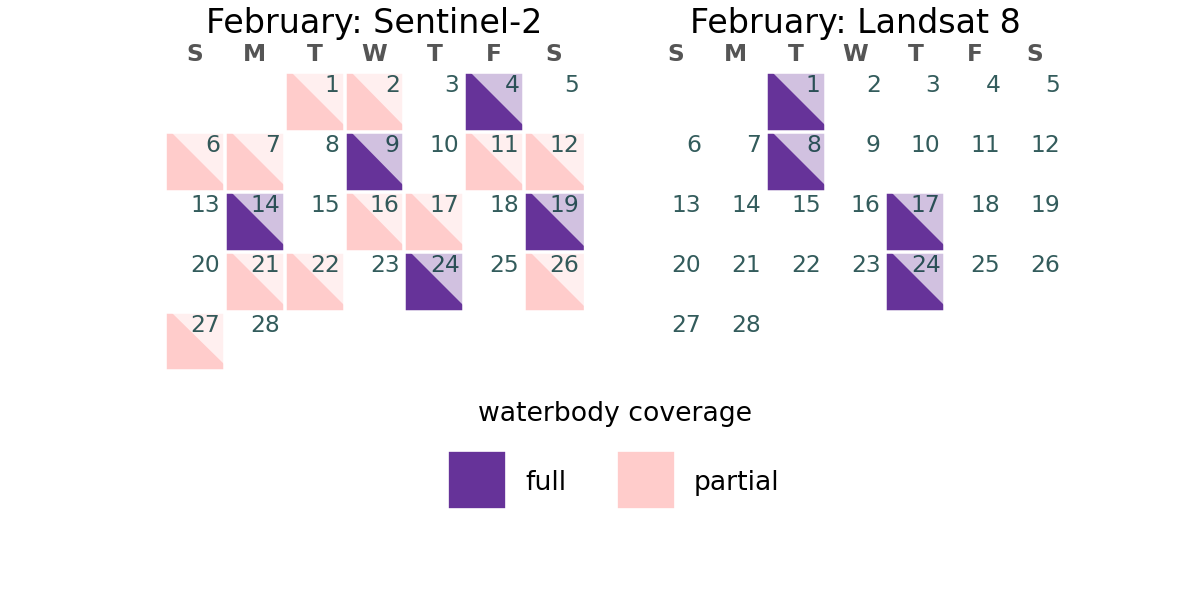 February: Sentinel-2
S M T W T F S
1 2 3 4 5
6 7 8 9 10 11 12
13 14 15 16 17 18 19
20 21 22 23 24 25 26
27 28
February: Landsat 8
S M T W T F S
1 2 3 4 5
6 7 8 9 10 11 12
13 14 15 16 17 18 19
20 21 22 23 24 25 26
27 28
waterbody coverage
full
partial